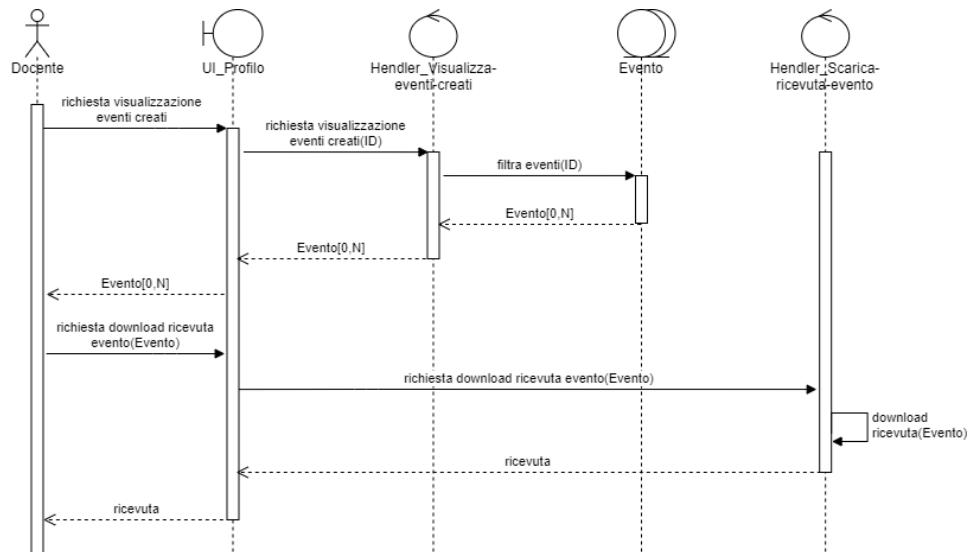 Docente
UI_Profilo
Hendler_Visualizza-
eventi-creati
Evento
Hendler_Scarica-
ricevuta-evento
richiesta visualizzazione
eventi creati
richiesta visualizzazione
eventi creati(ID)
filtra eventi(ID)
Evento[0,N]
Evento[0,N]
Evento[0,N]
richiesta download ricevuta
evento(Evento)
richiesta download ricevuta evento(Evento)
download
ricevuta(Evento)
ricevuta
ricevuta